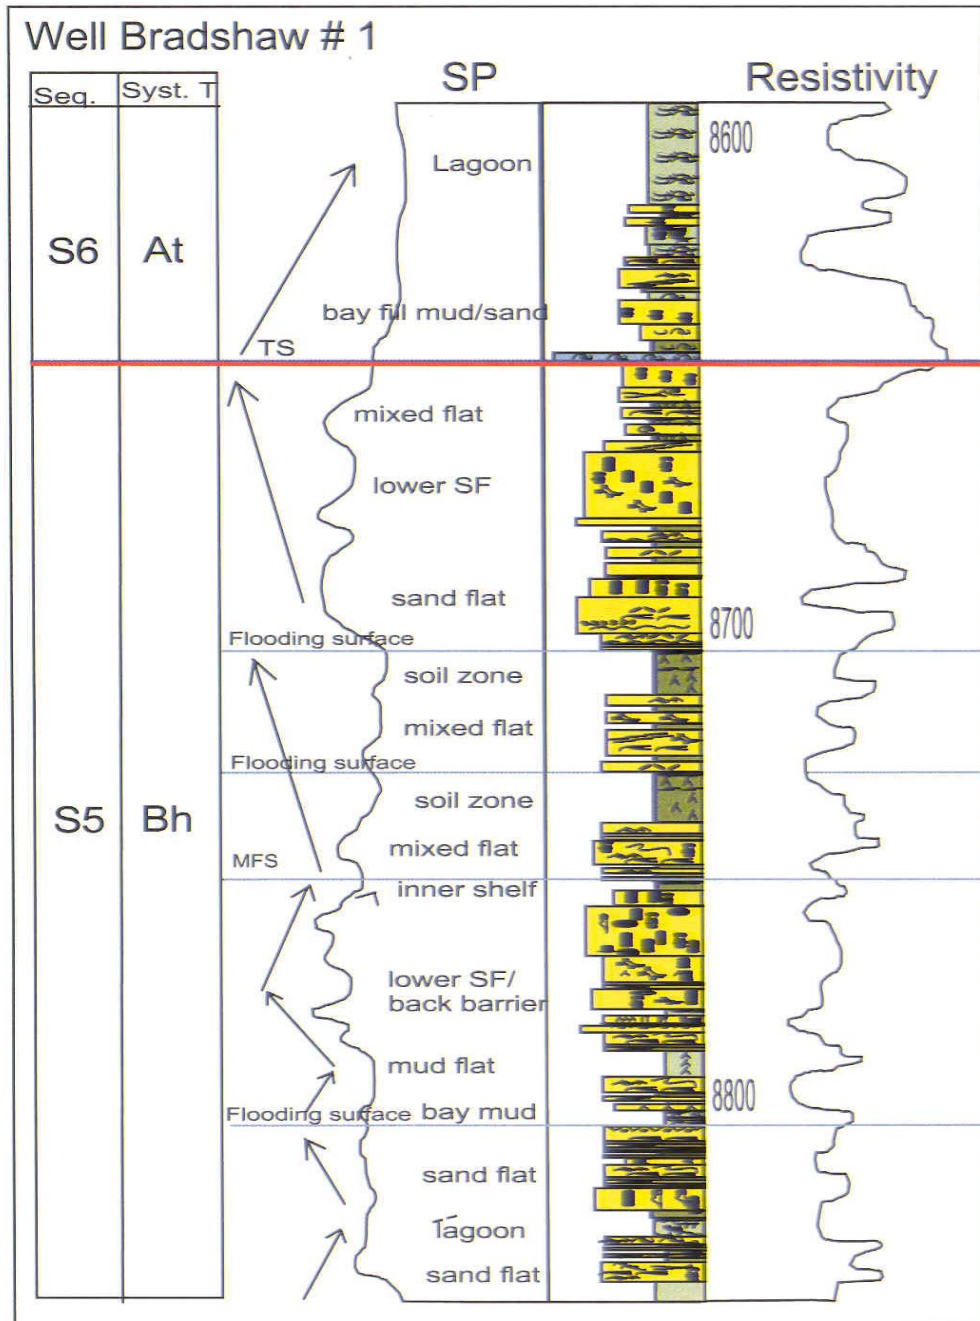 Well Bradshaw # 1
SP
Resistivity
Seq.
Syst. T
8600
Lagoon
S6
At
bay fill mud/sand
TS
mixed flat
lower SF
sand flat
8700
Flooding surface
soil zone
mixed flat
Flooding surface
soil zone
S5
Bh
mixed flat
MFS
inner shelf
lower SF/
back barrier
mud flat
8800
Flooding surface
bay mud
sand flat
lagoon
sand flat